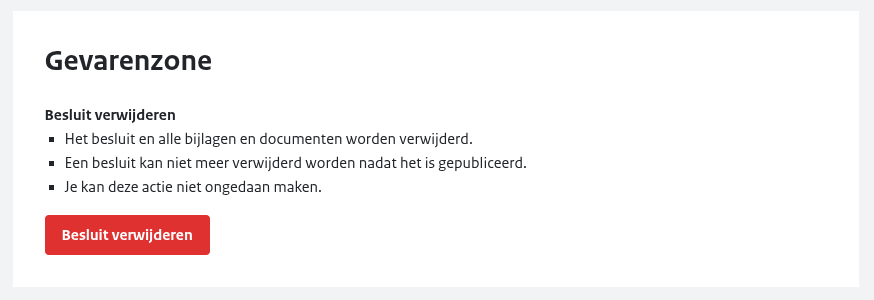 Gevarenzone
Besluit verwijderen
Het besluit en alle bijlagen en documenten worden verwijderd.
Een besluit kan niet meer verwijderd worden nadat het is gepubliceerd.
Je kan deze actie niet ongedaan maken.
Besluit verwijderen